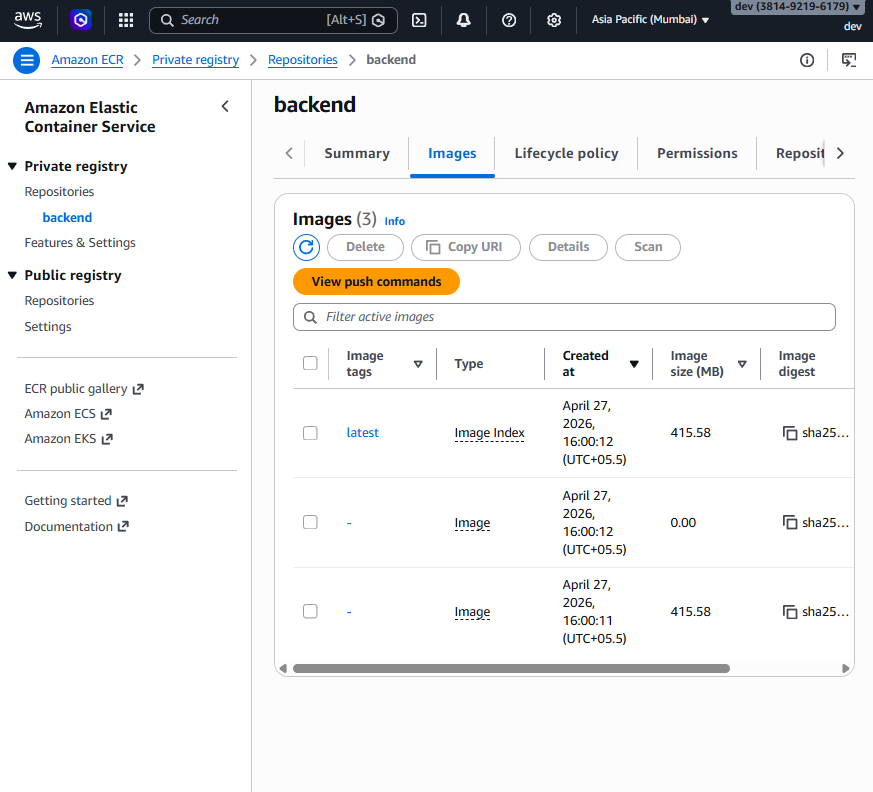 aws
Search [Alt+S]
Asia Pacific (Mumbai)
dev (3814-9219-6179)
dev
Amazon ECR
Private registry
Repositories
backend
Amazon Elastic
Container Service
Private registry
Repositories
backend
Features & Settings
Public registry
Repositories
Settings
ECR public gallery
Amazon ECS
Amazon EKS
Getting started
Documentation
backend
Summary
Images
Lifecycle policy
Permissions
Reposit
Images (3) Info
Delete
Copy URI
Details
Scan
View push commands
Filter active images
Image
tags
Type
Created
at
Image
size (MB)
Image
digest
latest
Image Index
April 27,
2026,
16:00:12
(UTC+05.5)
415.58
sha25...
-
Image
April 27,
2026,
16:00:12
(UTC+05.5)
0.00
sha25...
-
Image
April 27,
2026,
16:00:11
(UTC+05.5)
415.58
sha25...